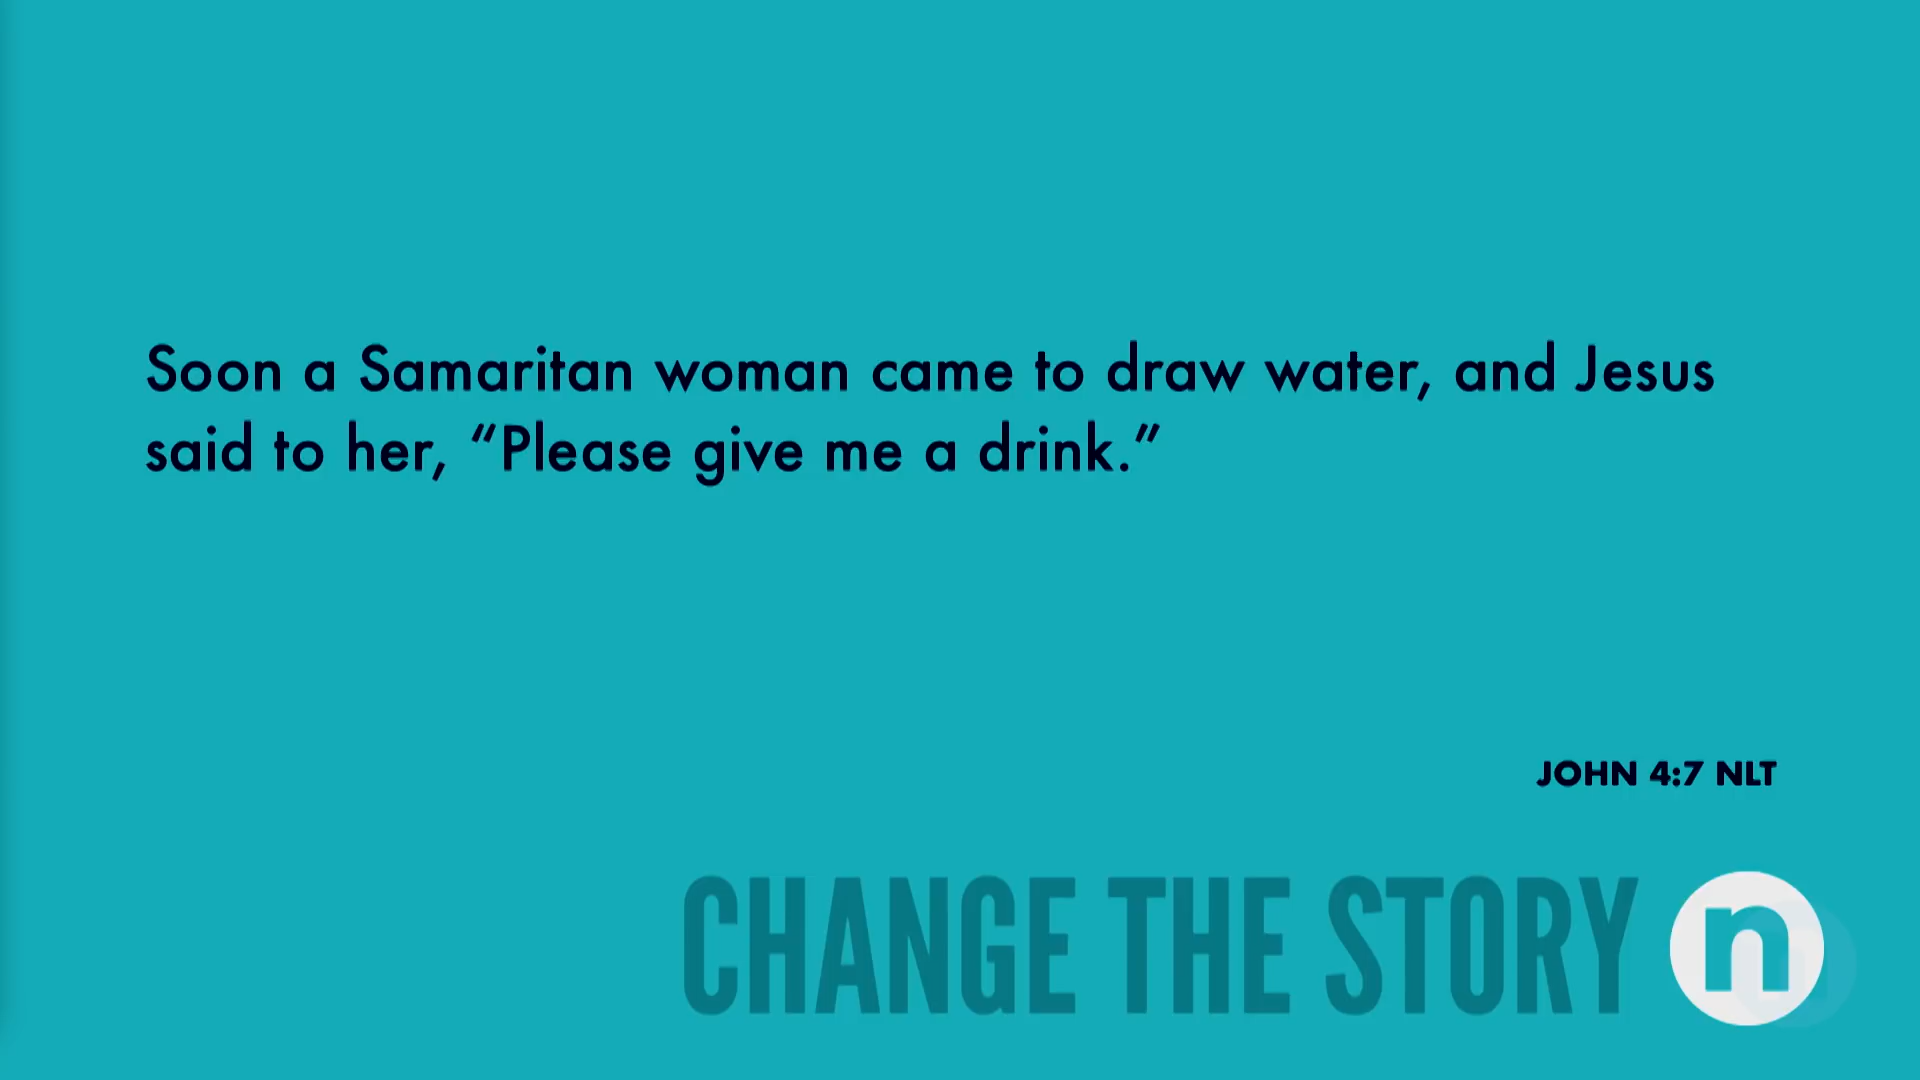 Soon a Samaritan woman came to draw water, and Jesus
said to her, “Please give me a drink.”
JOHN 4:7 NLT
CHANGE THE STORY
n